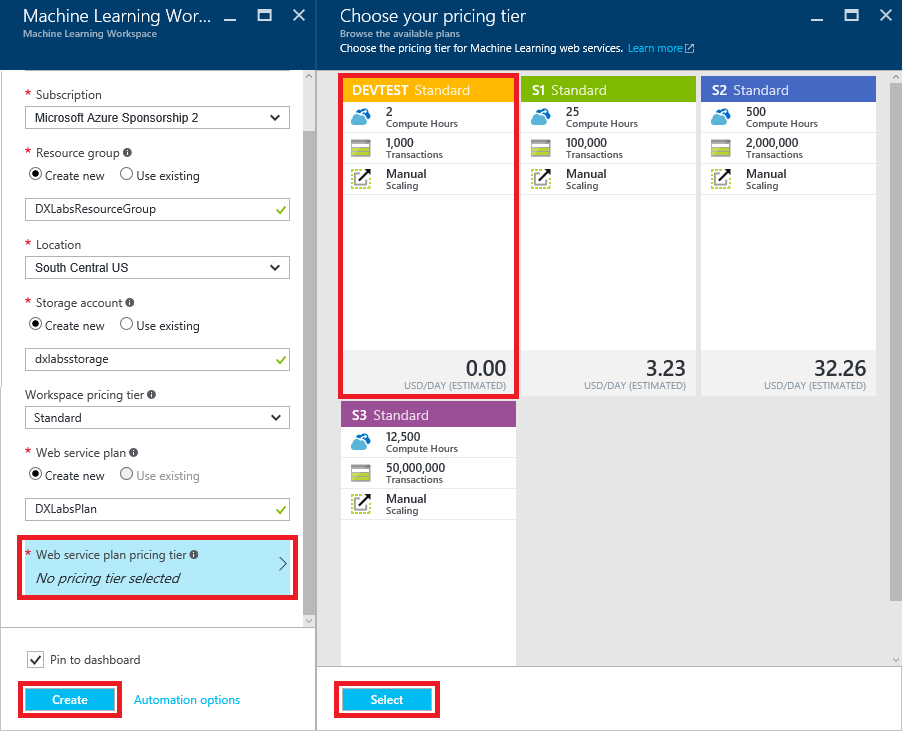 Machine Learning Wor...
Machine Learning Workspace
* Subscription
Microsoft Azure Sponsorship 2
* Resource group
Create new Use existing
DXLabsResourceGroup
* Location
South Central US
* Storage account
Create new Use existing
dxlabsstorage
Workspace pricing tier
Standard
* Web service plan
Create new Use existing
DXLabsPlan
* Web service plan pricing tier
No pricing tier selected
Pin to dashboard
Create Automation options
Choose your pricing tier
Browse the available plans
Choose the pricing tier for Machine Learning web services. Learn more
DEVTEST Standard
2
Compute Hours
1,000
Transactions
Manual
Scaling
0.00
USD/DAY (ESTIMATED)
S1 Standard
25
Compute Hours
100,000
Transactions
Manual
Scaling
3.23
USD/DAY (ESTIMATED)
S2 Standard
500
Compute Hours
2,000,000
Transactions
Manual
Scaling
32.26
USD/DAY (ESTIMATED)
S3 Standard
12,500
Compute Hours
50,000,000
Transactions
Manual
Scaling
Select